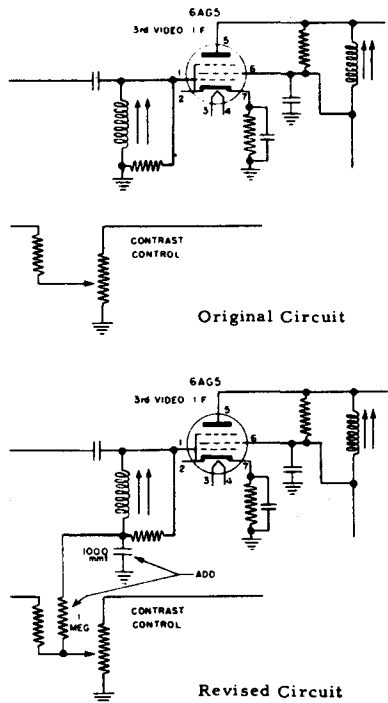 6AG5
3rd VIDEO I F
5
1
6
2
7
3
4
CONTRAST
CONTROL
Original Circuit
6AG5
3rd VIDEO I F
5
1
6
2
7
3
4
1000
mmf
ADD
1
MEG
CONTRAST
CONTROL
Revised Circuit